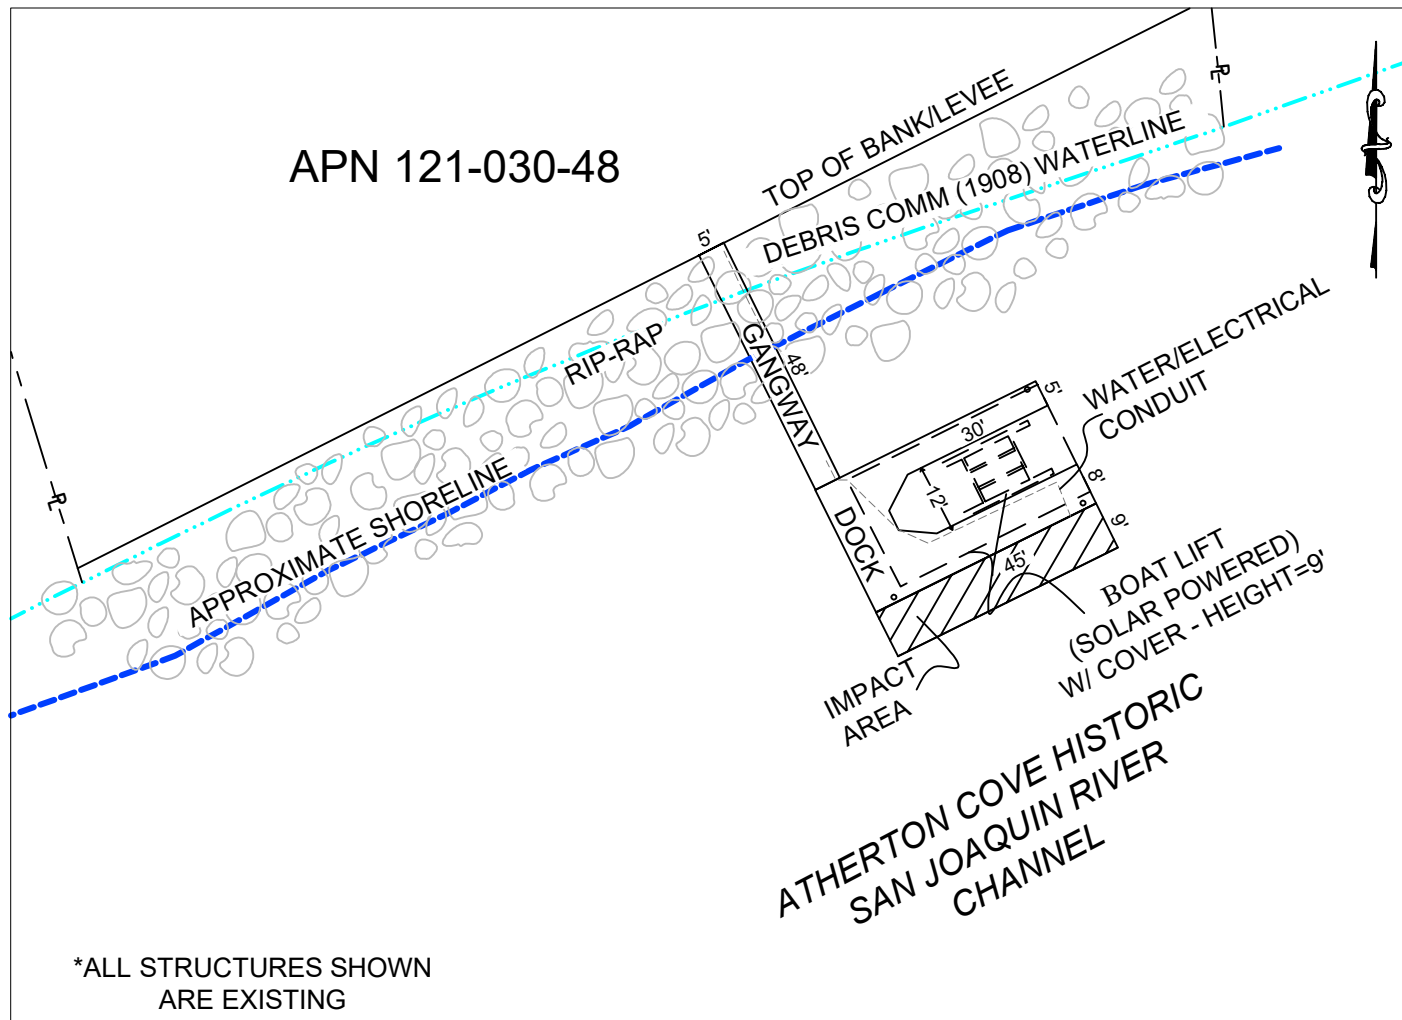 APN 121-030-48
TOP OF BANK/LEVEE
DEBRIS COMM (1908) WATERLINE
PL
5'
RIP-RAP
GANGWAY
48'
WATER/ELECTRICAL
CONDUIT
5'
30'
12'
8'
9'
45'
DOCK
PL
APPROXIMATE SHORELINE
BOAT LIFT
(SOLAR POWERED)
W/ COVER - HEIGHT=9'
IMPACT
AREA
ATHERTON COVE HISTORIC
SAN JOAQUIN RIVER
CHANNEL
*ALL STRUCTURES SHOWN
ARE EXISTING